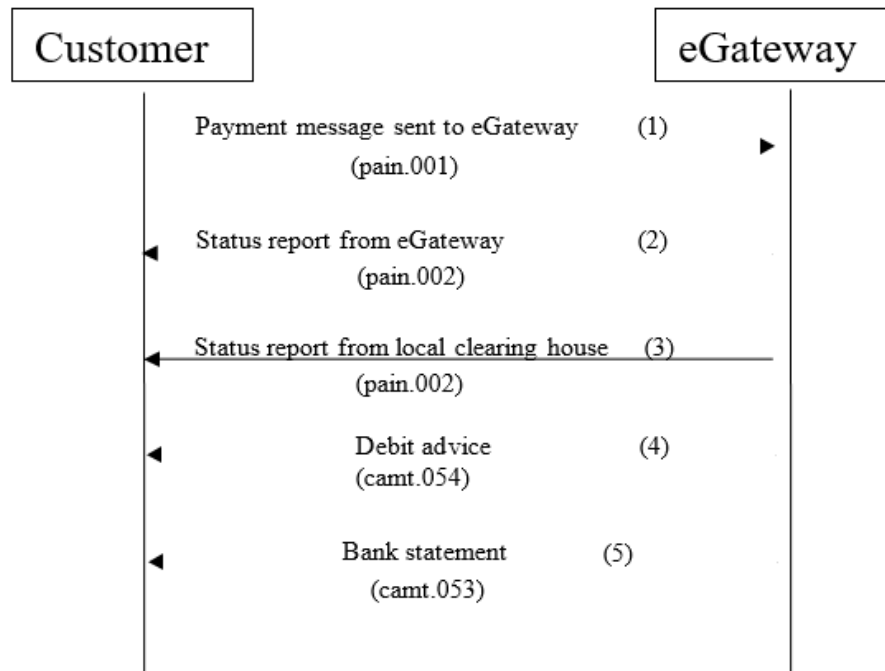 Customer
eGateway
Payment message sent to eGateway (1)
(pain.001)
Status report from eGateway (2)
(pain.002)
Status report from local clearing house (3)
(pain.002)
Debit advice (4)
(camt.054)
Bank statement (5)
(camt.053)